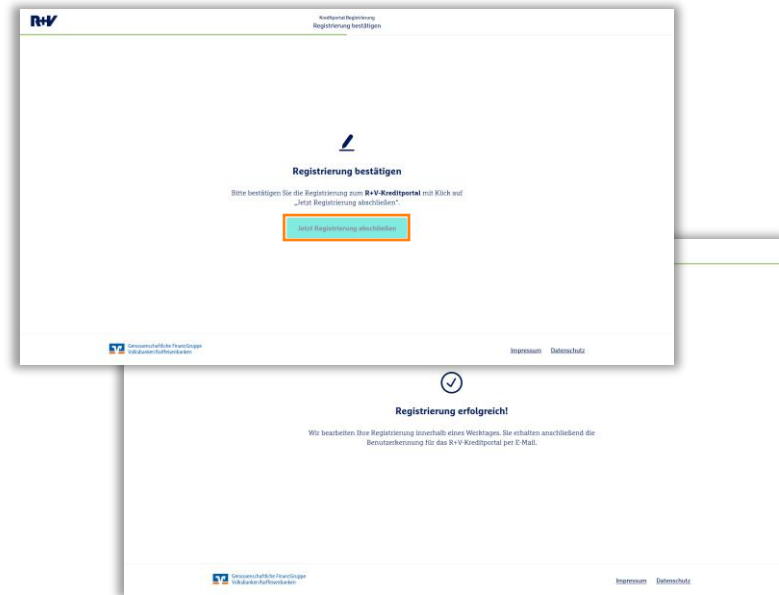 R+V
Kreditportal Registrierung
Registrierung bestätigen
Registrierung bestätigen
Bitte bestätigen Sie die Registrierung zum R+V-Kreditportal mit Klick auf
„Jetzt Registrierung abschließen“.
Jetzt Registrierung abschließen
Genossenschaftliche FinanzGruppe
Volksbanken Raiffeisenbanken
Impressum Datenschutz
Registrierung erfolgreich!
Wir bearbeiten Ihre Registrierung innerhalb eines Werktages. Sie erhalten anschließend die
Benutzerkennung für das R+V-Kreditportal per E-Mail.
Genossenschaftliche FinanzGruppe
Volksbanken Raiffeisenbanken
Impressum Datenschutz